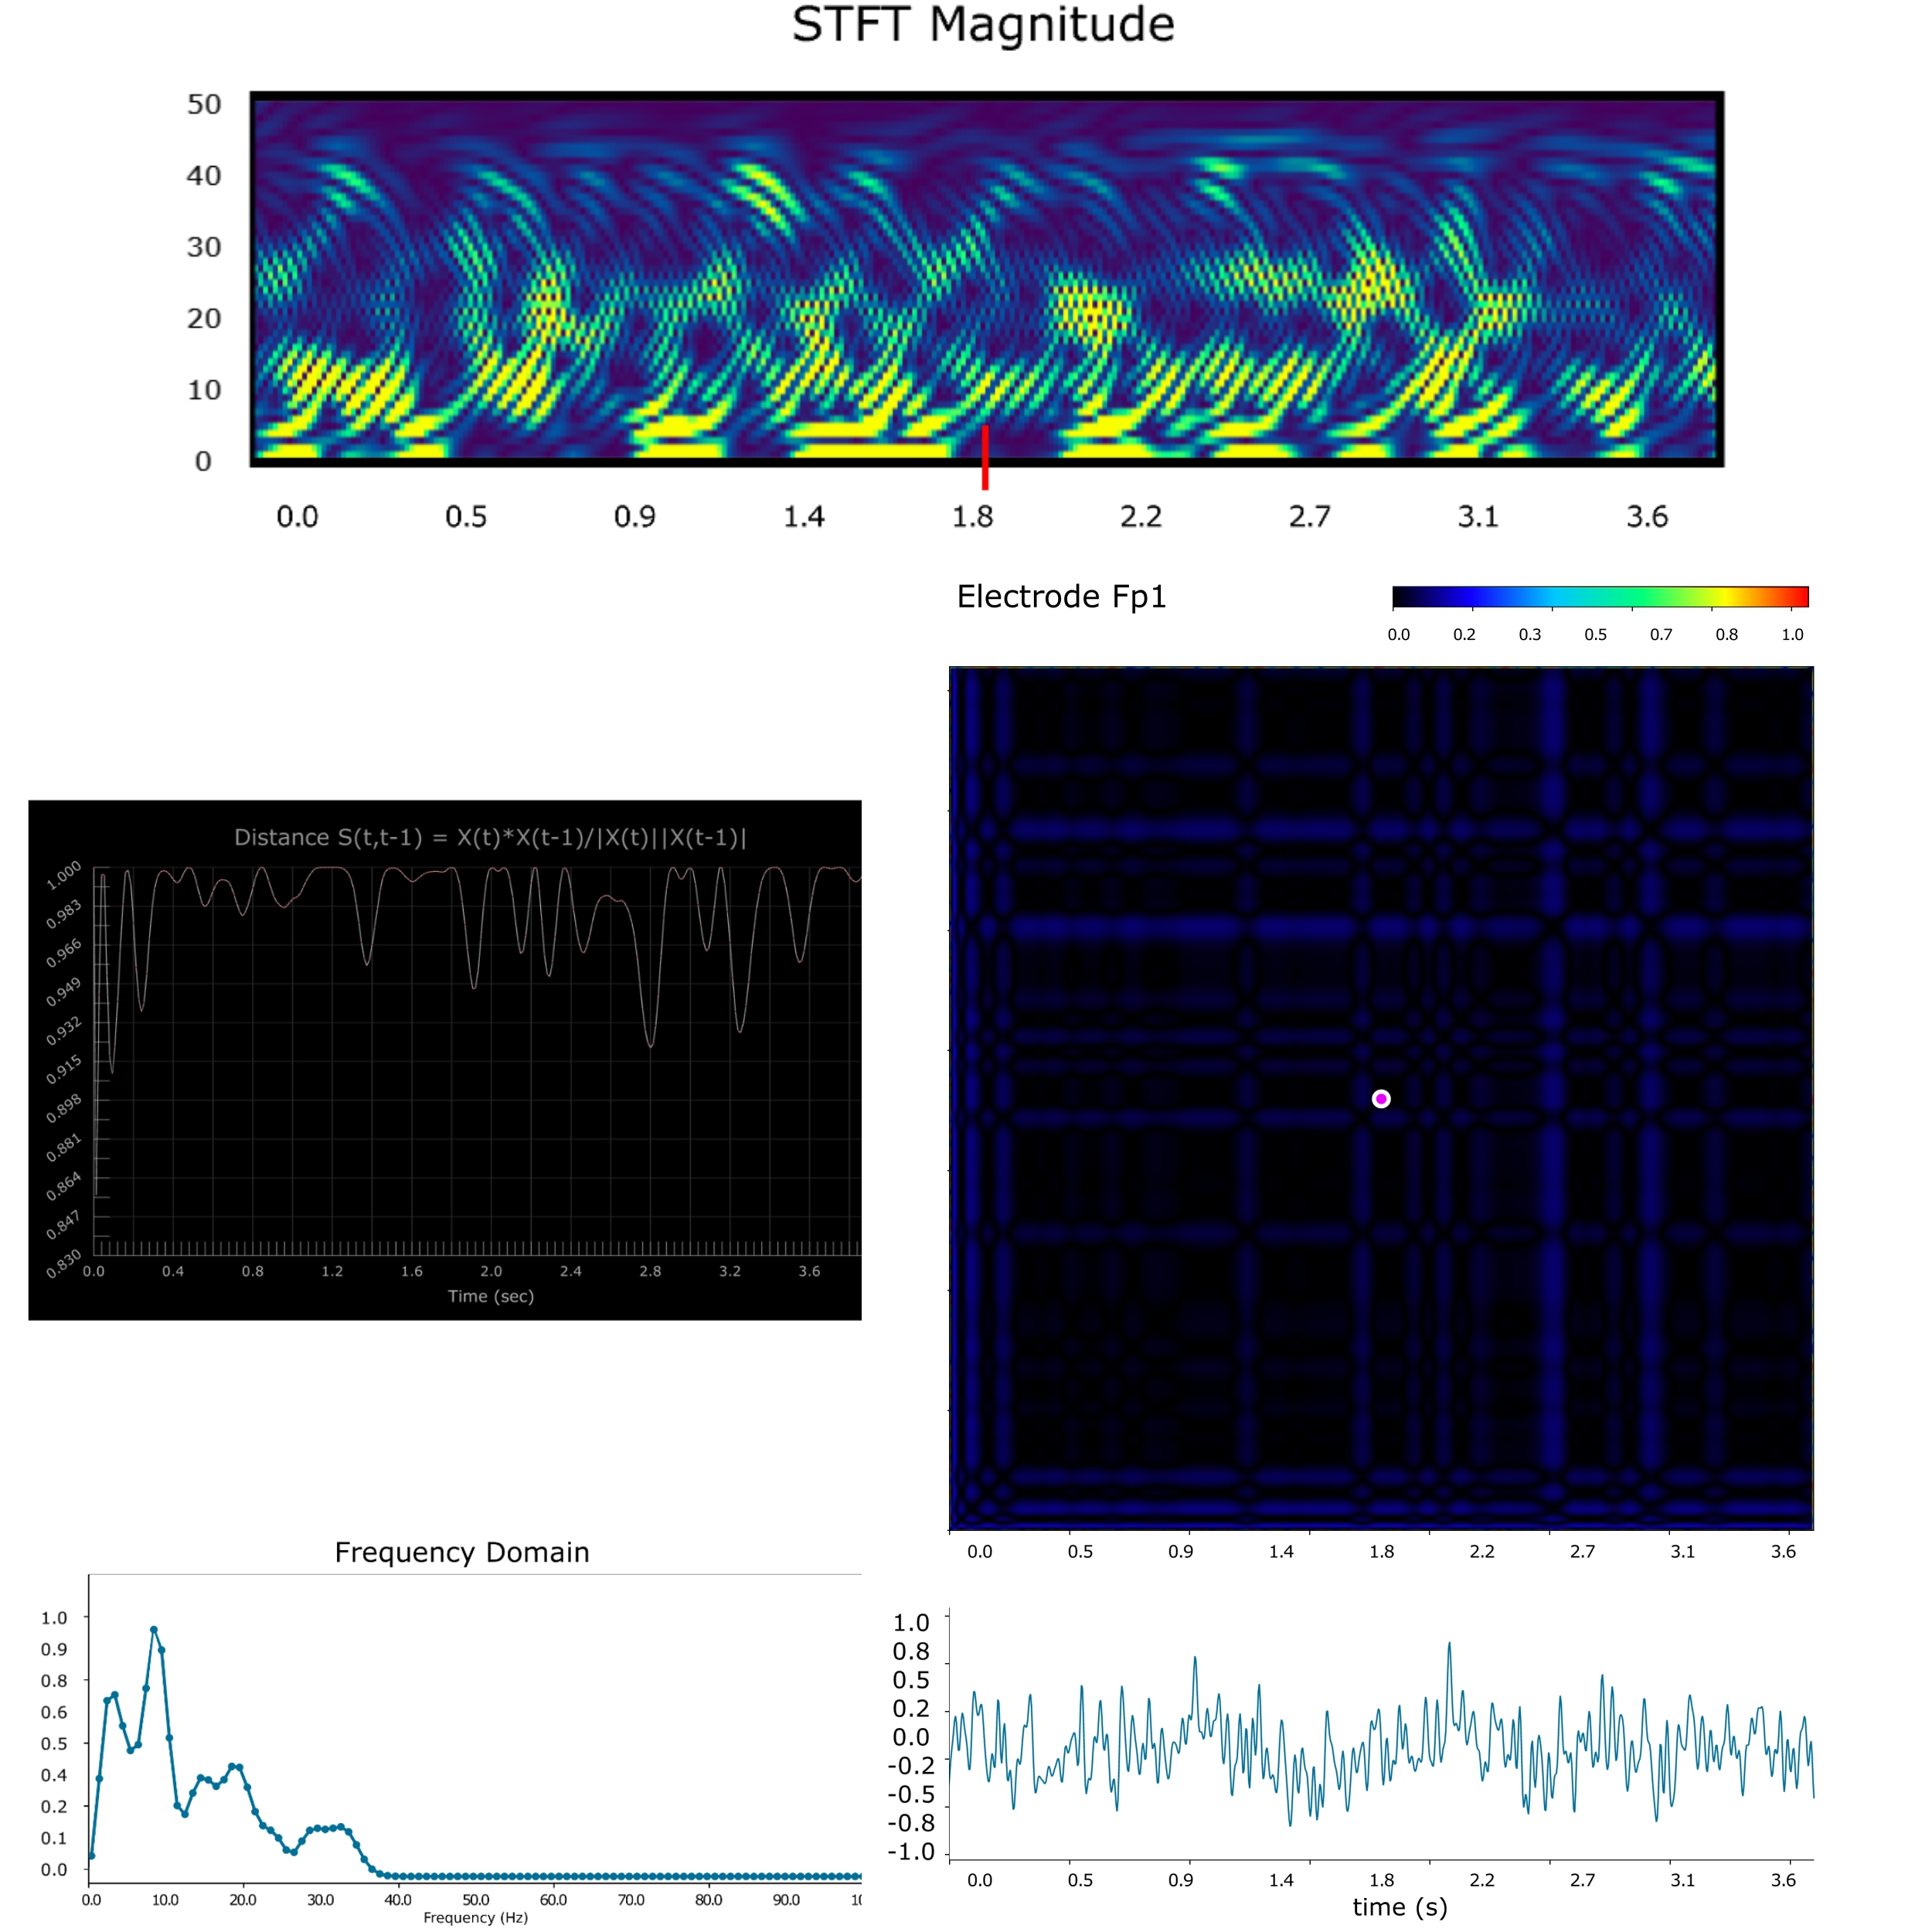 STFT Magnitude
50
40
30
20
10
0
0.0 0.5 0.9 1.4 1.8 2.2 2.7 3.1 3.6
Electrode Fp1
0.0 0.2 0.3 0.5 0.7 0.8 1.0
Distance S(t,t-1) = X(t)*X(t-1)/|X(t)||X(t-1)|
1.000
0.983
0.966
0.949
0.932
0.915
0.898
0.881
0.864
0.847
0.830
0.0 0.4 0.8 1.2 1.6 2.0 2.4 2.8 3.2 3.6
Time (sec)
0.0 0.5 0.9 1.4 1.8 2.2 2.7 3.1 3.6
Frequency Domain
1.0
0.9
0.8
0.6
0.5
0.4
0.2
0.1
0.0
0.0 10.0 20.0 30.0 40.0 50.0 60.0 70.0 80.0 90.0 10
Frequency (Hz)
1.0
0.8
0.5
0.2
0.0
-0.2
-0.5
-0.8
-1.0
0.0 0.5 0.9 1.4 1.8 2.2 2.7 3.1 3.6
time (s)